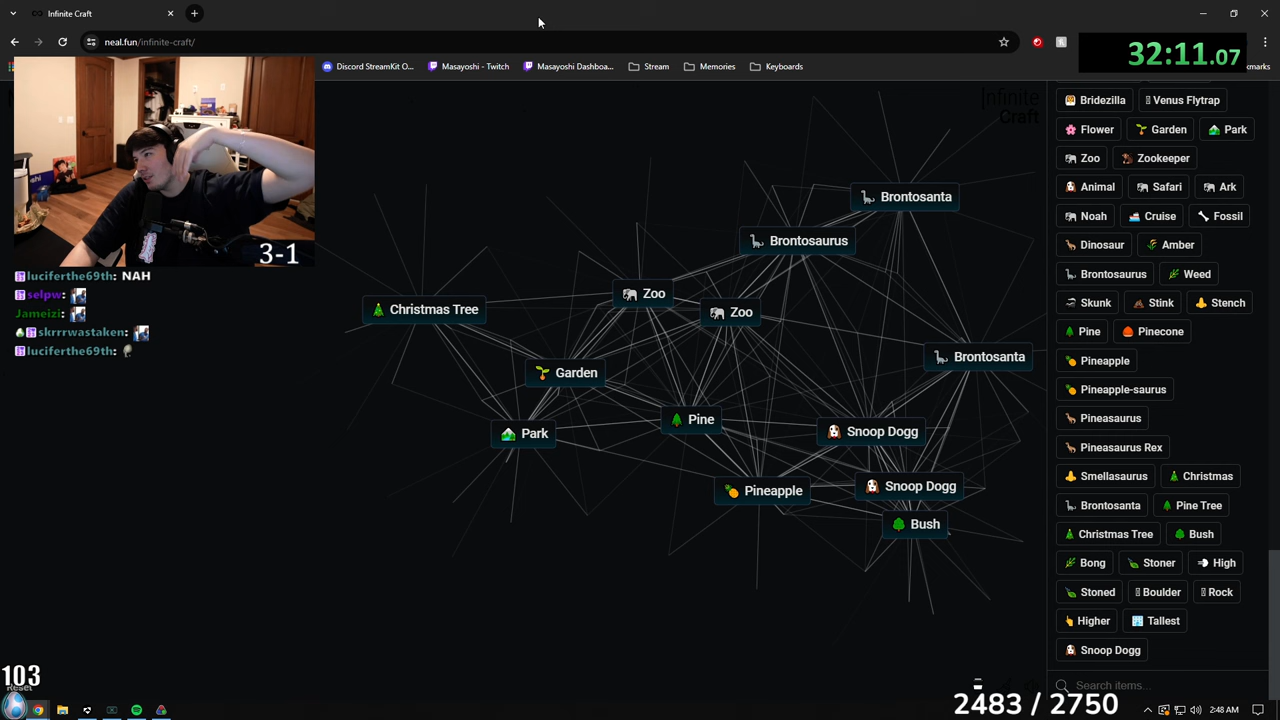 Infinite Craft
neal.fun/infinite-craft/
32:11.07
Discord StreamKit O...
Masayoshi - Twitch
Masayoshi Dashboa...
Stream
Memories
Keyboards
Infinite
Craft
3-1
luciferthe69th: NAH
selpw:
Jameizi:
skrrrwastaken:
luciferthe69th:
Brontosanta
Brontosaurus
Zoo
Christmas Tree
Zoo
Brontosanta
Garden
Pine
Park
Snoop Dogg
Pineapple
Snoop Dogg
Bush
Bridezilla
Venus Flytrap
Flower
Garden
Park
Zoo
Zookeeper
Animal
Safari
Ark
Noah
Cruise
Fossil
Dinosaur
Amber
Brontosaurus
Weed
Skunk
Stink
Stench
Pine
Pinecone
Pineapple
Pineapple-saurus
Pineasaurus
Pineasaurus Rex
Smellasaurus
Christmas
Brontosanta
Pine Tree
Christmas Tree
Bush
Bong
Stoner
High
Stoned
Boulder
Rock
Higher
Tallest
Snoop Dogg
Search items...
103
Reset
2483 / 2750
2:48 AM